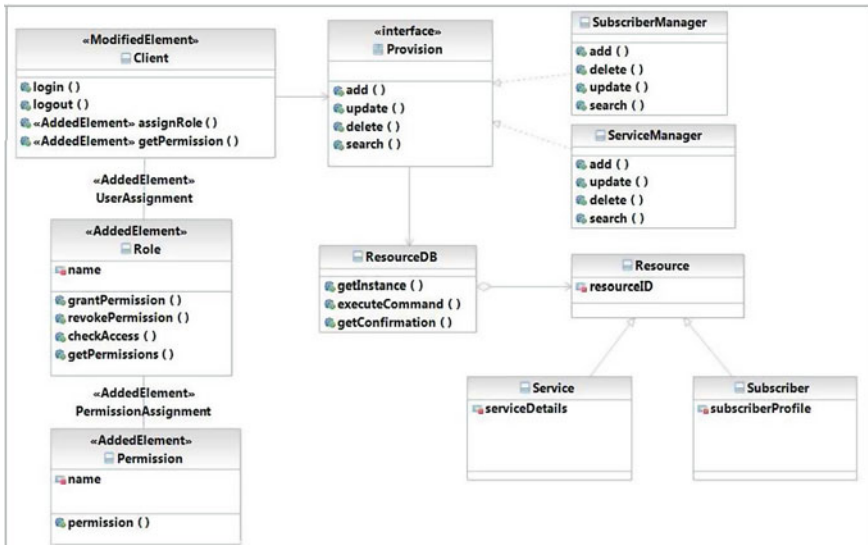 «ModifiedElement»
Client
login ( )
logout ( )
«AddedElement» assignRole ( )
«AddedElement» getPermission ( )
«AddedElement»
UserAssignment
«AddedElement»
Role
name
grantPermission ( )
revokePermission ( )
checkAccess ( )
getPermissions ( )
«AddedElement»
PermissionAssignment
«AddedElement»
Permission
name
permission ( )
«interface»
Provision
add ( )
update ( )
delete ( )
search ( )
SubscriberManager
add ( )
delete ( )
update ( )
search ( )
ServiceManager
add ( )
update ( )
delete ( )
search ( )
ResourceDB
getInstance ( )
executeCommand ( )
getConfirmation ( )
Resource
resourceID
Service
serviceDetails
Subscriber
subscriberProfile